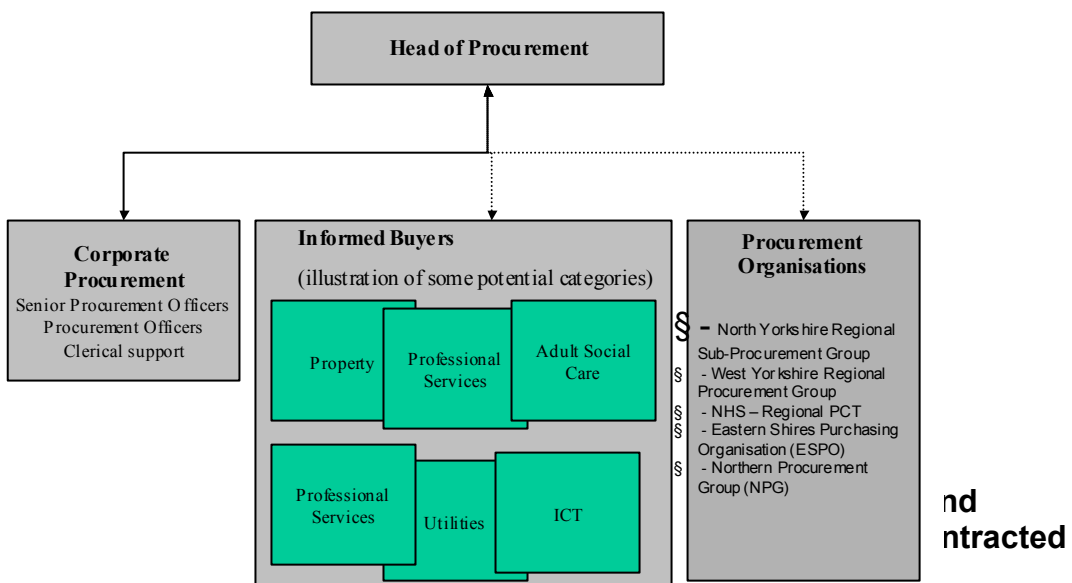 Head of Procurement
Corporate
Procurement
Senior Procurement Officers
Procurement Officers
Clerical support
Informed Buyers
(illustration of some potential categories)
Property
Professional
Services
Adult Social
Care
Professional
Services
Utilities
ICT
Procurement
Organisations
§ - North Yorkshire Regional
Sub-Procurement Group
§ - West Yorkshire Regional
Procurement Group
§ - NHS – Regional PCT
§ - Eastern Shires Purchasing
Organisation (ESPO)
§ - Northern Procurement
Group (NPG)
nd
ntracted